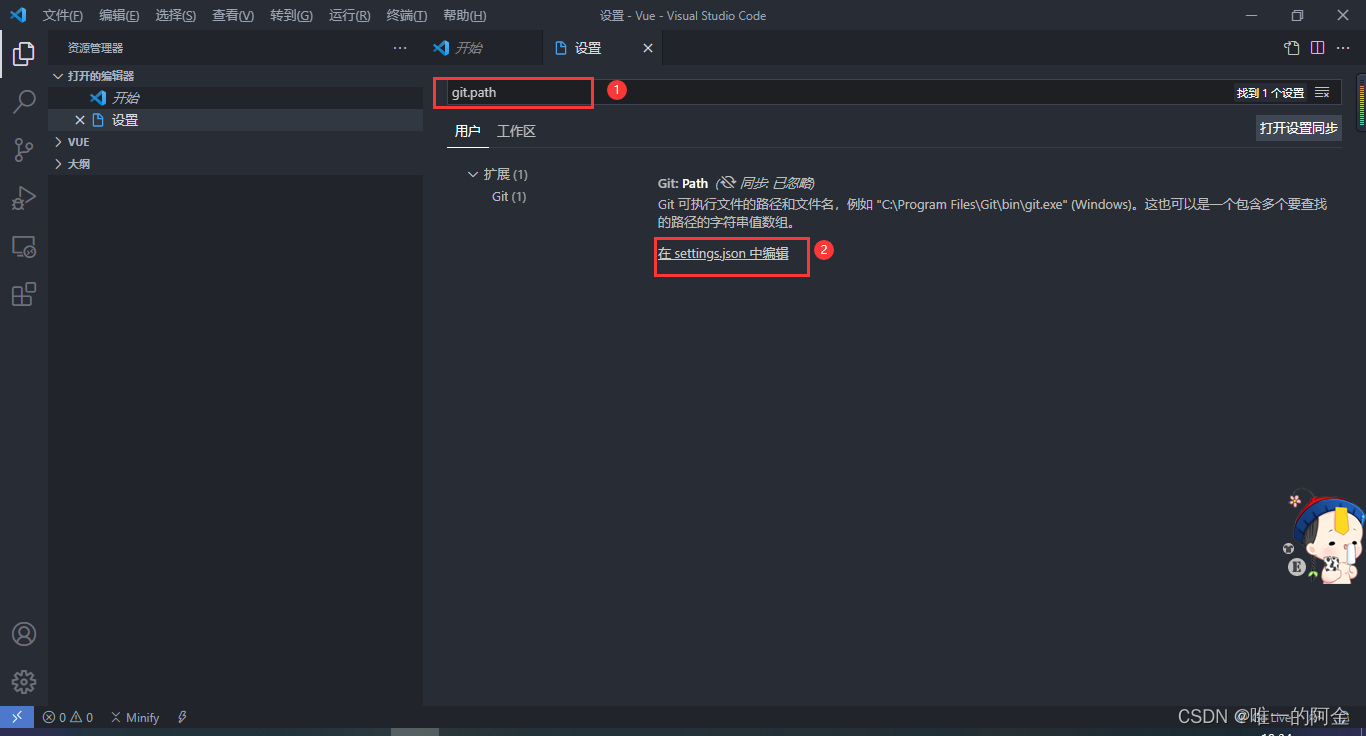 文件(F) 编辑(E) 选择(S) 查看(V) 转到(G) 运行(R) 终端(T) 帮助(H) 设置 - Vue - Visual Studio Code
资源管理器 ··· 开始 设置 ···
打开的编辑器
开始
设置
VUE
大纲
git.path 1 找到 1 个设置
用户 工作区 打开设置同步
扩展 (1)
Git (1)
Git: Path (同步: 已忽略)
Git 可执行文件的路径和文件名，例如 "C:\Program Files\Git\bin\git.exe" (Windows)。这也可以是一个包含多个要查找
的路径的字符串值数组。
在 settings.json 中编辑 2
E
0 0 Minify
CSDN @唯一的阿金